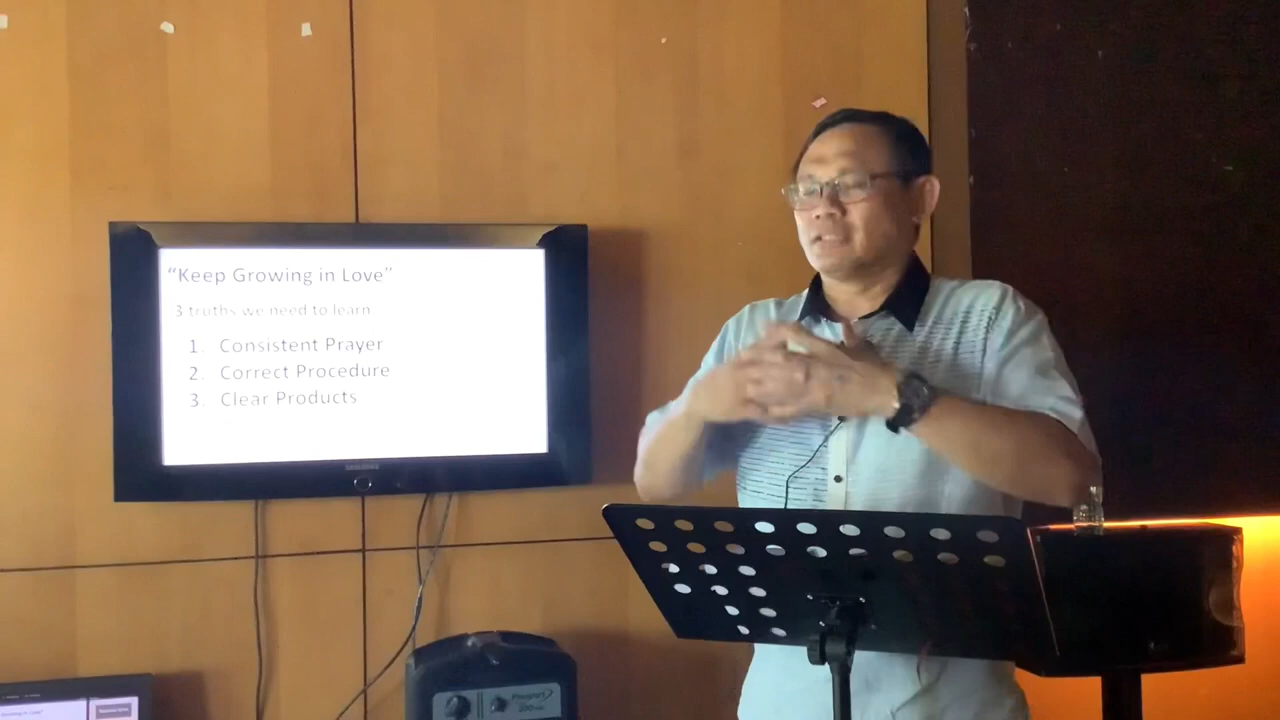 “Keep Growing in Love”
3 truths we need to learn
1. Consistent Prayer
2. Correct Procedure
3. Clear Products
SAMSUNG